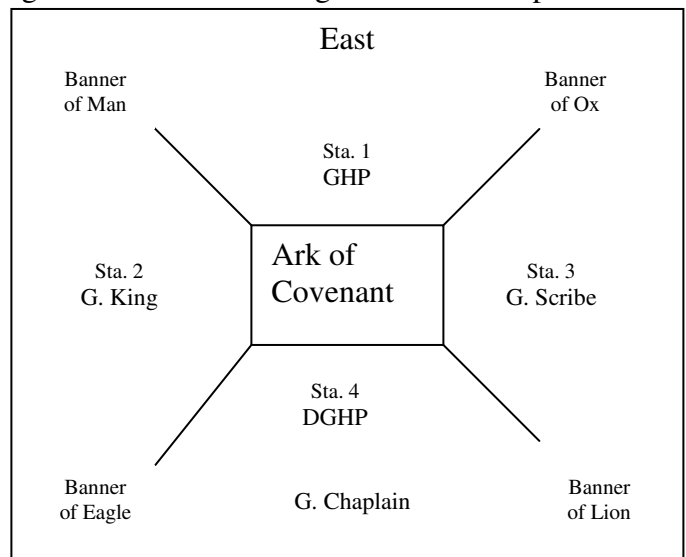 East
Banner
of Man
Banner
of Ox
Sta. 1
GHP
Ark of
Covenant
Sta. 2
G. King
Sta. 3
G. Scribe
Sta. 4
DGHP
Banner
of Eagle
G. Chaplain
Banner
of Lion